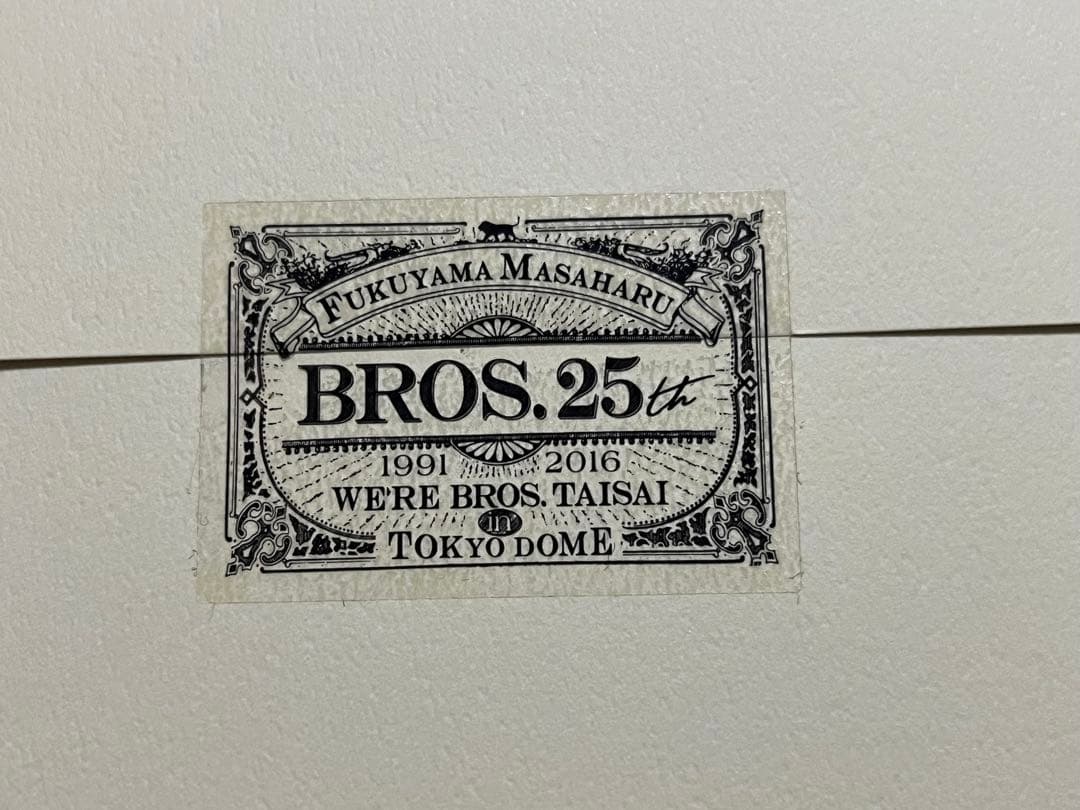 FUKUYAMA MASAHARU
BROS. 25th
1991 2016
WE'RE BROS. TAISAI
in
TOKYO DOME